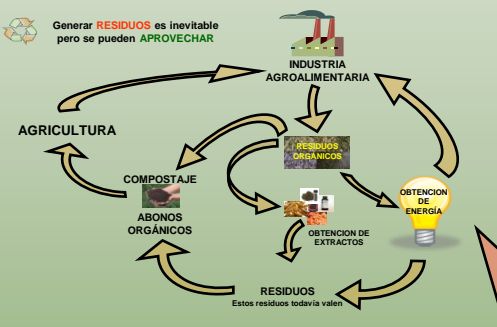 Generar RESIDUOS es inevitable
pero se pueden APROVECHAR
INDUSTRIA
AGROALIMENTARIA
AGRICULTURA
RESIDUOS
ORGANICOS
COMPOSTAJE
ABONOS
ORGÁNICOS
OBTENCION
DE
ENERGÍA
OBTENCION DE
EXTRACTOS
RESIDUOS
Estos residuos todavía valen